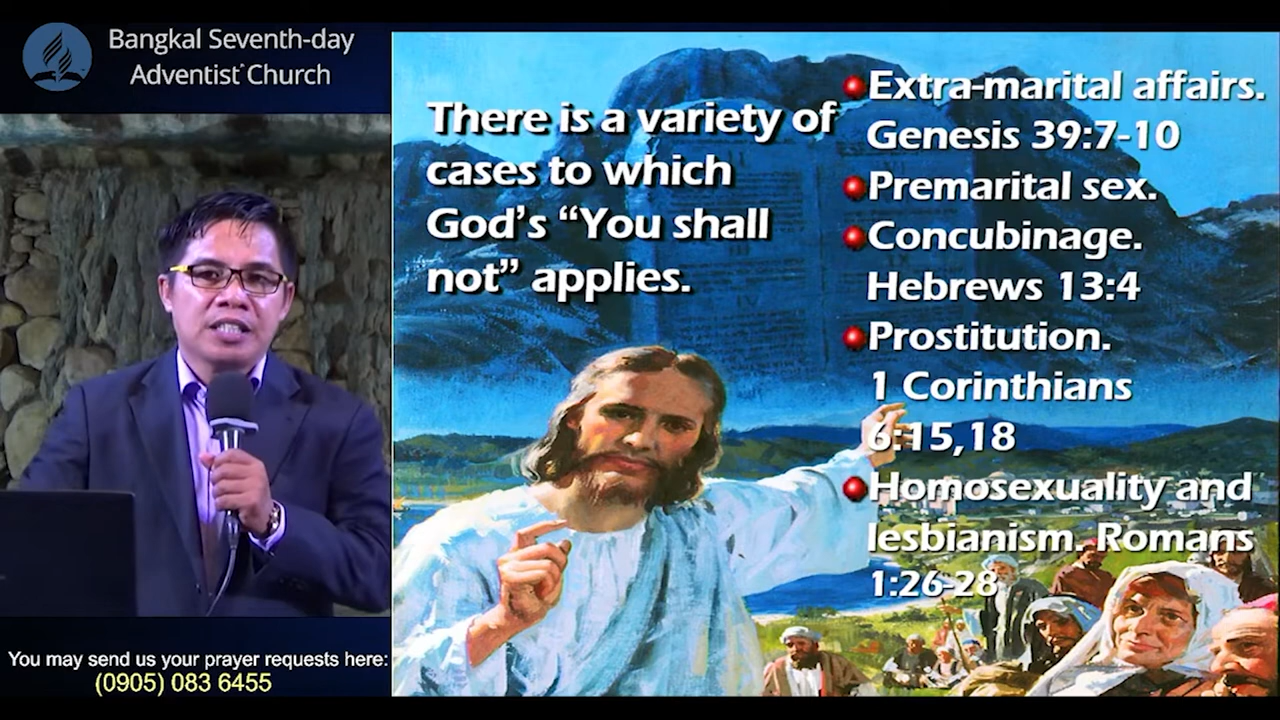 Bangkal Seventh-day
Adventist® Church
There is a variety of
cases to which
God's “You shall
not” applies.
Extra-marital affairs.
Genesis 39:7-10
Premarital sex.
Concubinage.
Hebrews 13:4
Prostitution.
1 Corinthians
6:15,18
Homosexuality and
lesbianism. Romans
1:26-28
You may send us your prayer requests here:
(0905) 083 6455